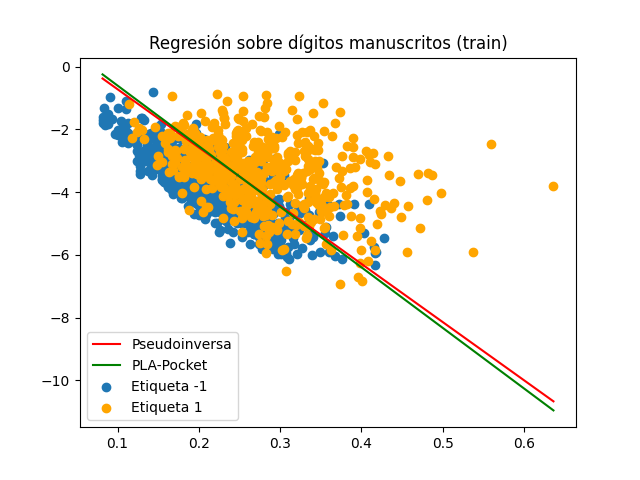 Regresión sobre dígitos manuscritos (train)
0
−2
−4
−6
−8
−10
0.1 0.2 0.3 0.4 0.5 0.6
Pseudoinversa
PLA-Pocket
Etiqueta -1
Etiqueta 1